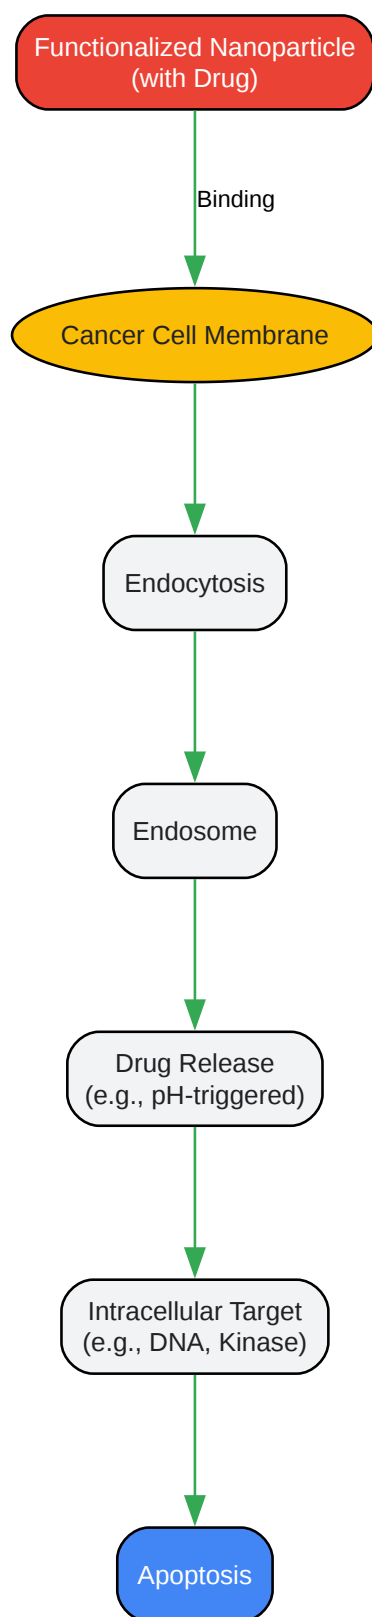 Functionalized Nanoparticle
(with Drug)
Binding
Cancer Cell Membrane
Endocytosis
Endosome
Drug Release
(e.g., pH-triggered)
Intracellular Target
(e.g., DNA, Kinase)
Apoptosis